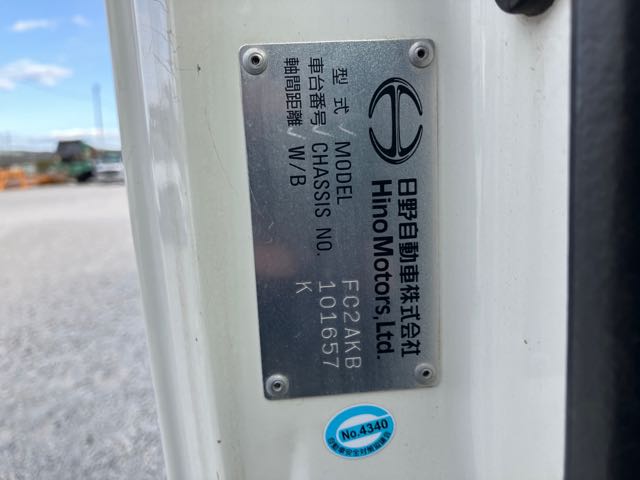 日野自動車株式会社
Hino Motors, Ltd.
型式/MODEL FC2AKB
車台番号/CHASSIS NO. 101657
軸間距離/W/B K
No.4340